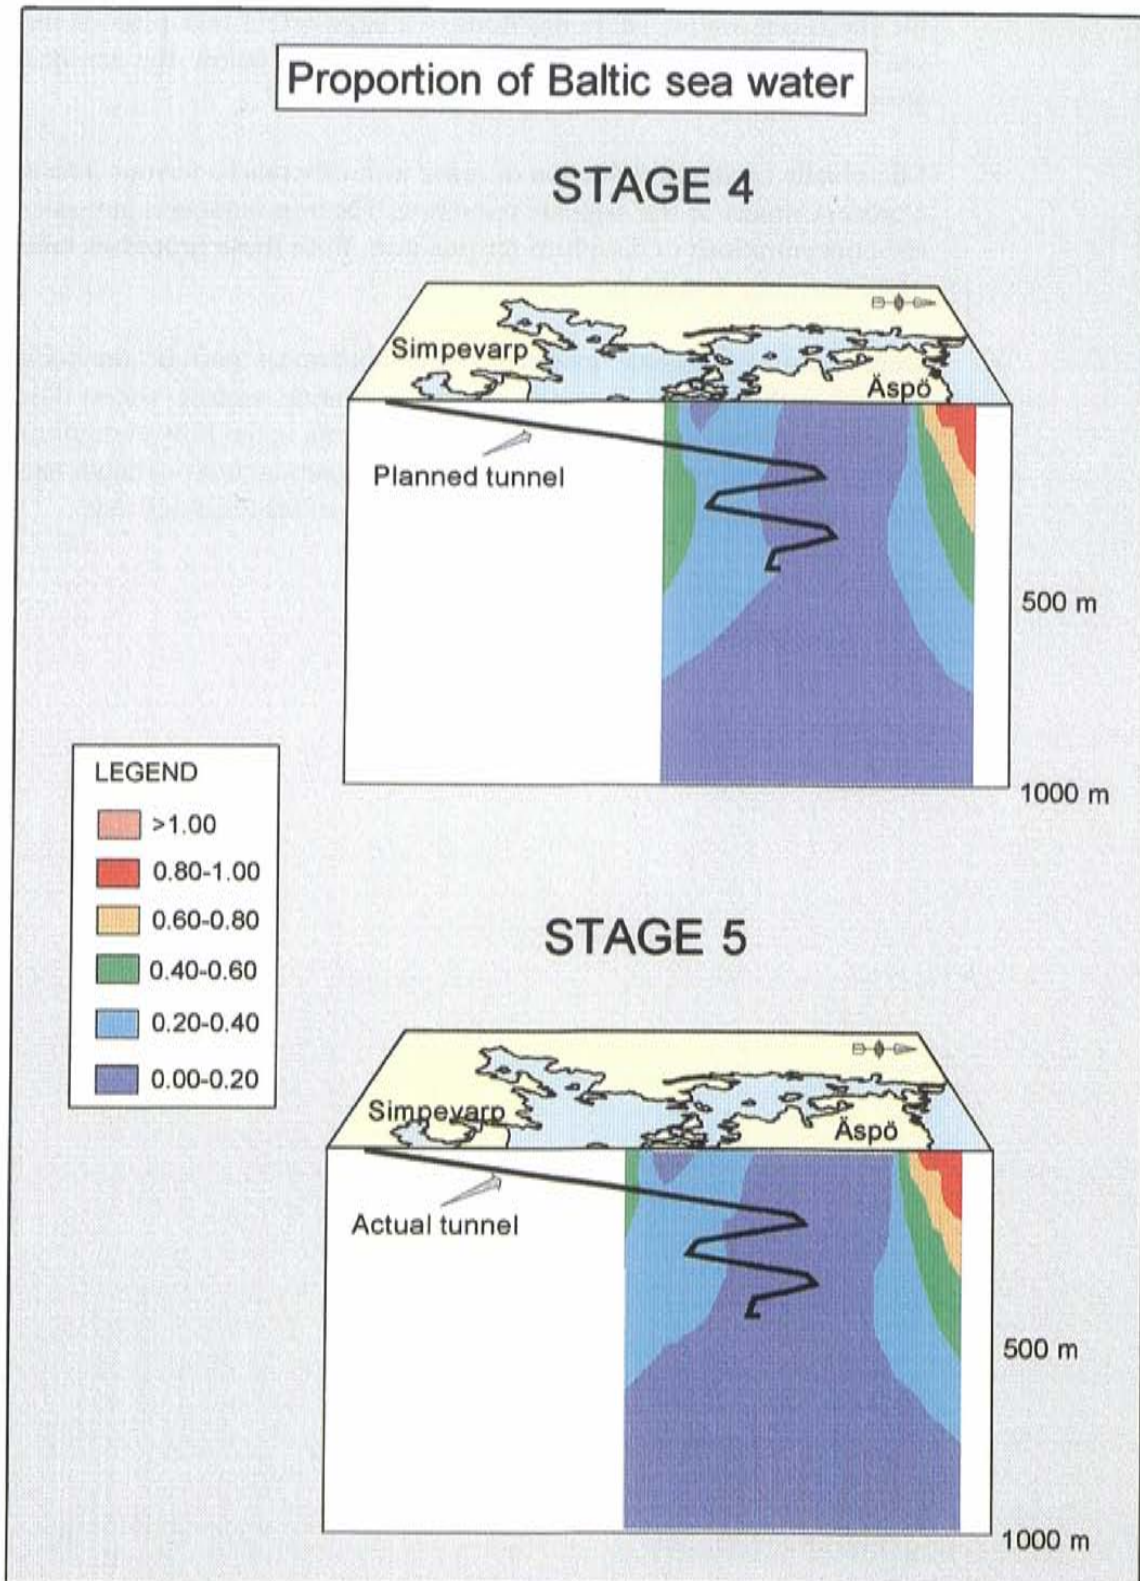 Proportion of Baltic sea water
STAGE 4
Simpevarp
Äspö
Planned tunnel
500 m
1000 m
LEGEND
>1.00
0.80-1.00
0.60-0.80
0.40-0.60
0.20-0.40
0.00-0.20
STAGE 5
Simpevarp
Äspö
Actual tunnel
500 m
1000 m